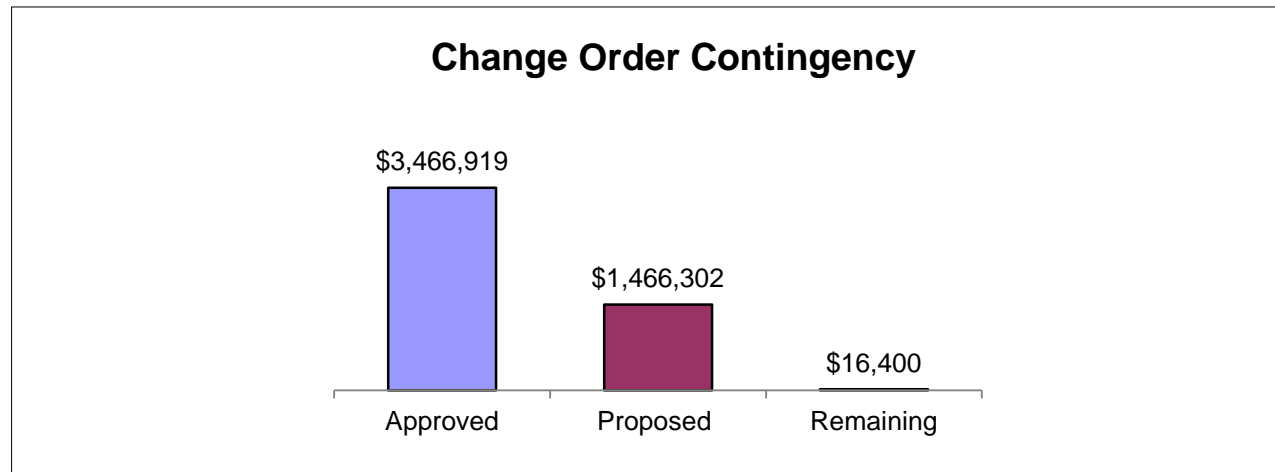 Change Order Contingency
$3,466,919
$1,466,302
$16,400
Approved Proposed Remaining